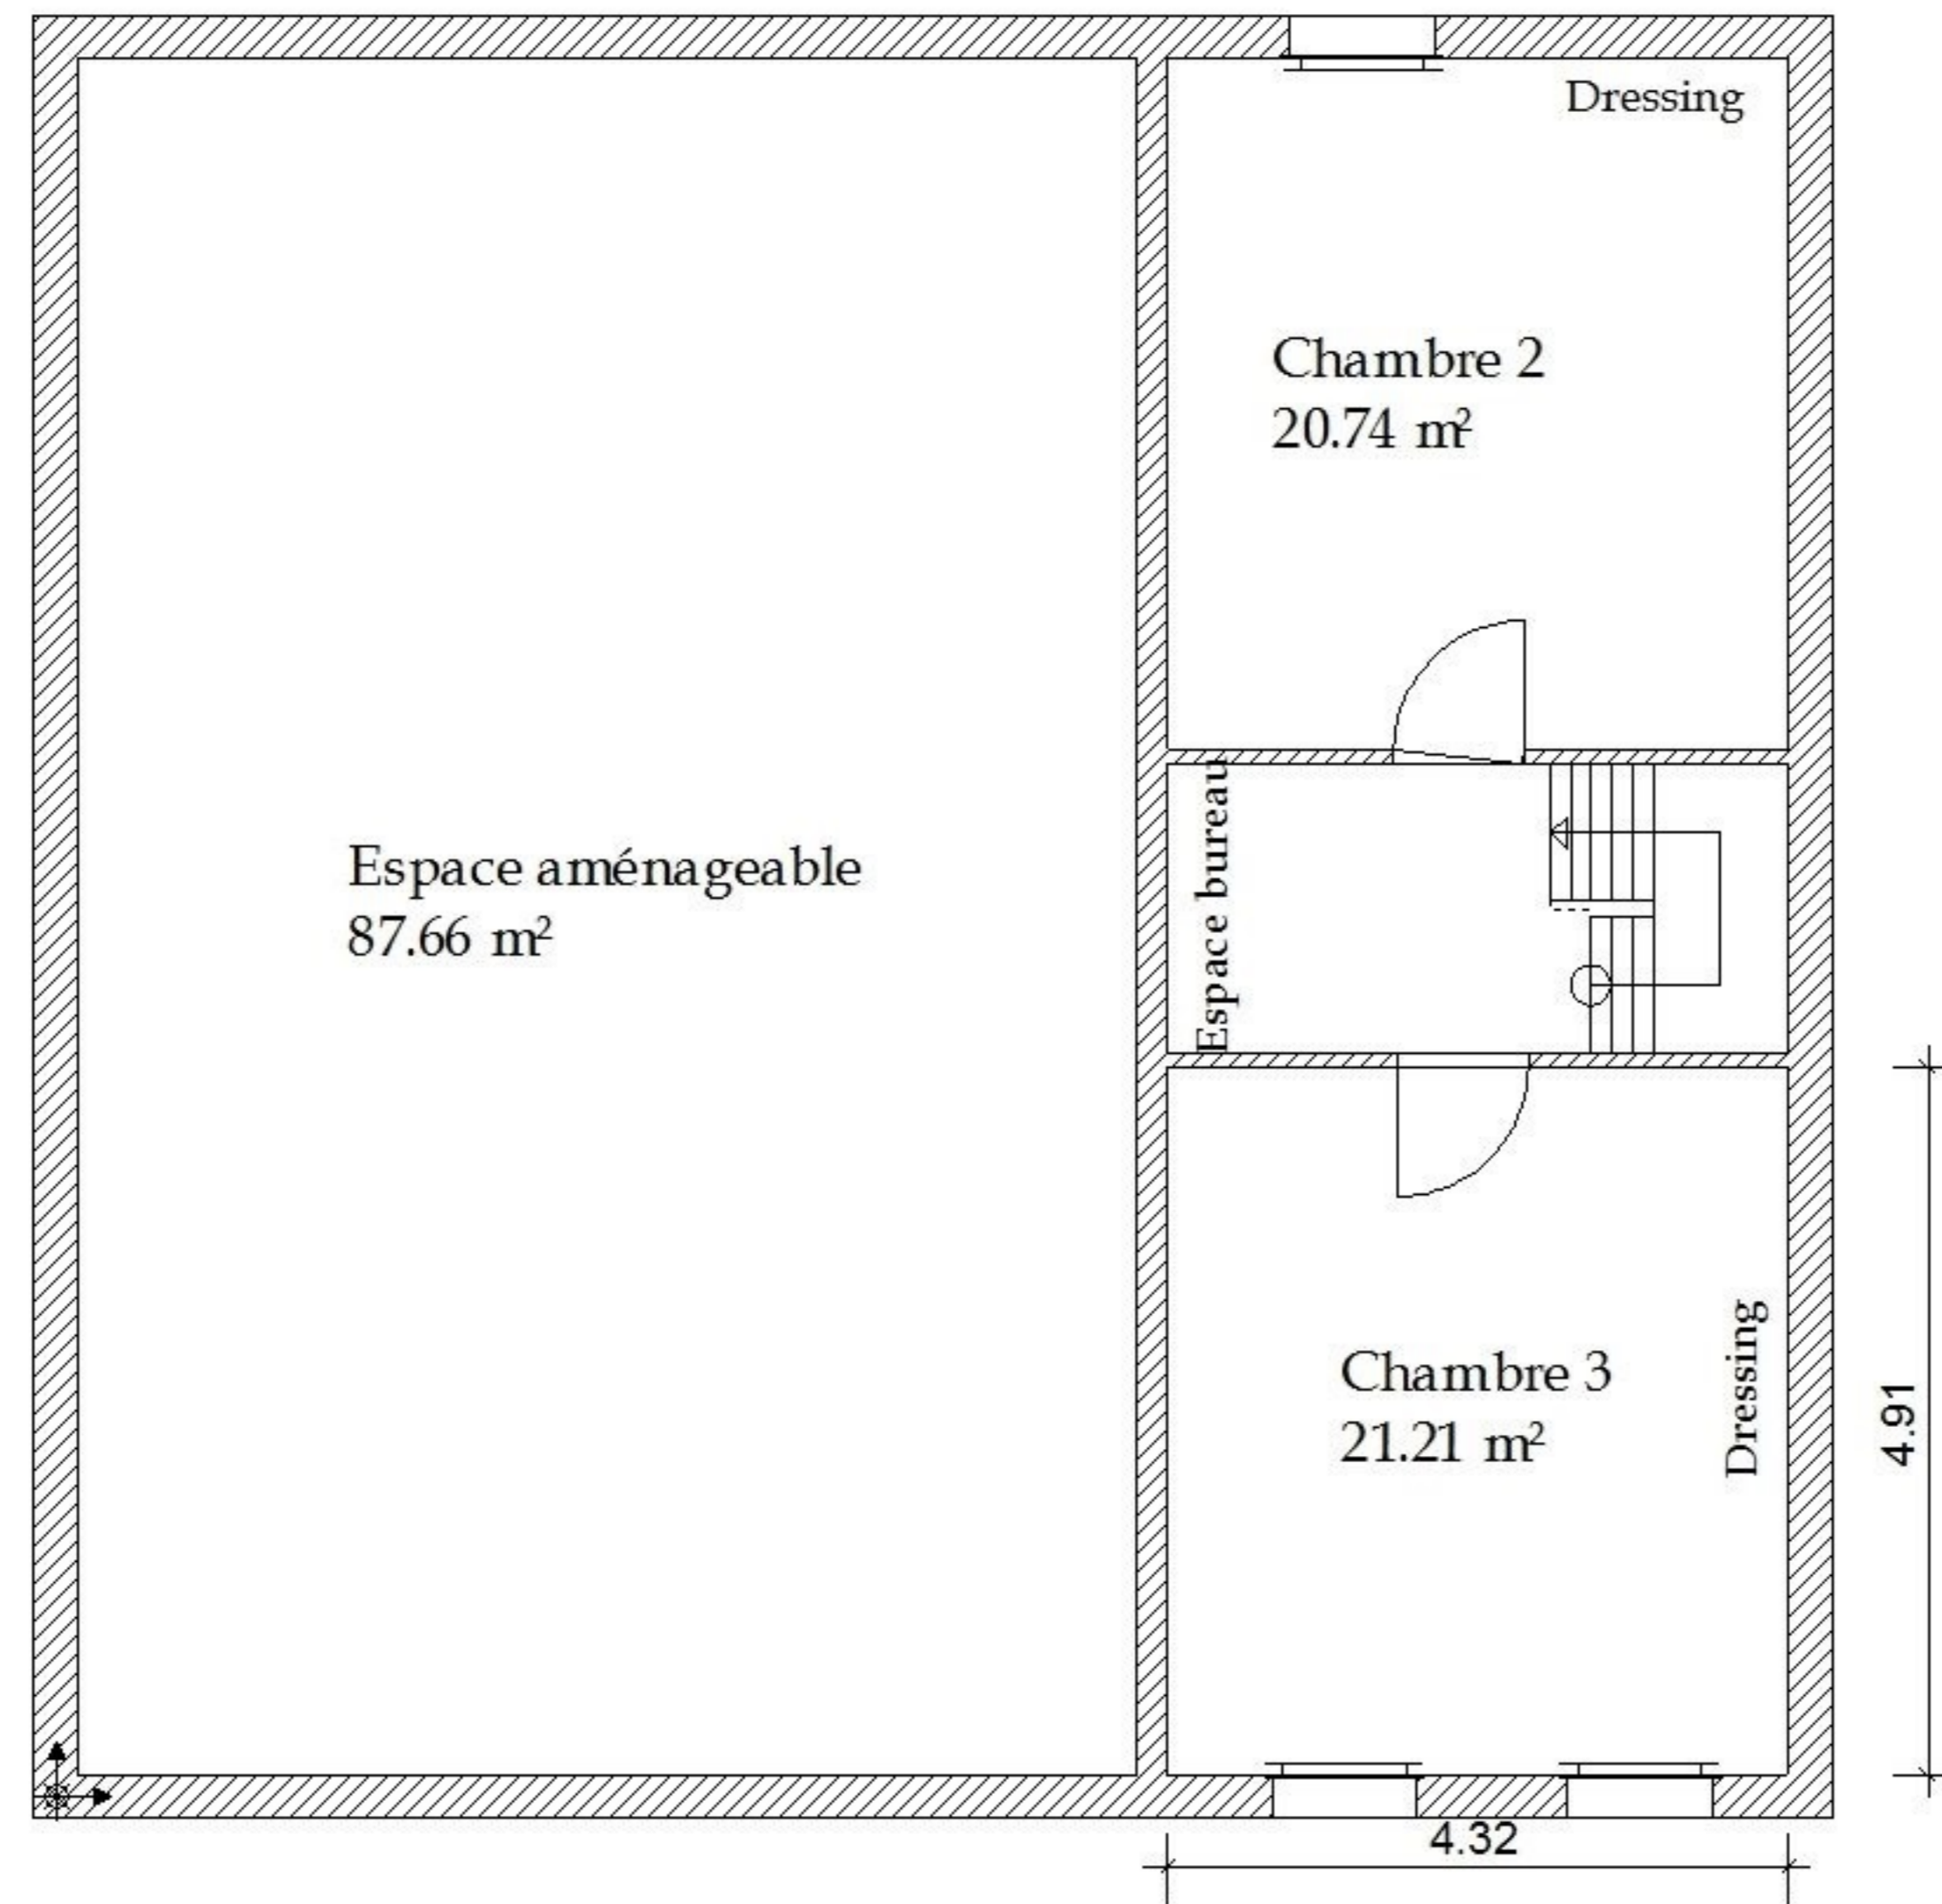 Dressing
Chambre 2
20.74 m²
Espace aménageable
87.66 m²
Espace bureau
Chambre 3
21.21 m²
Dressing
4.91
4.32